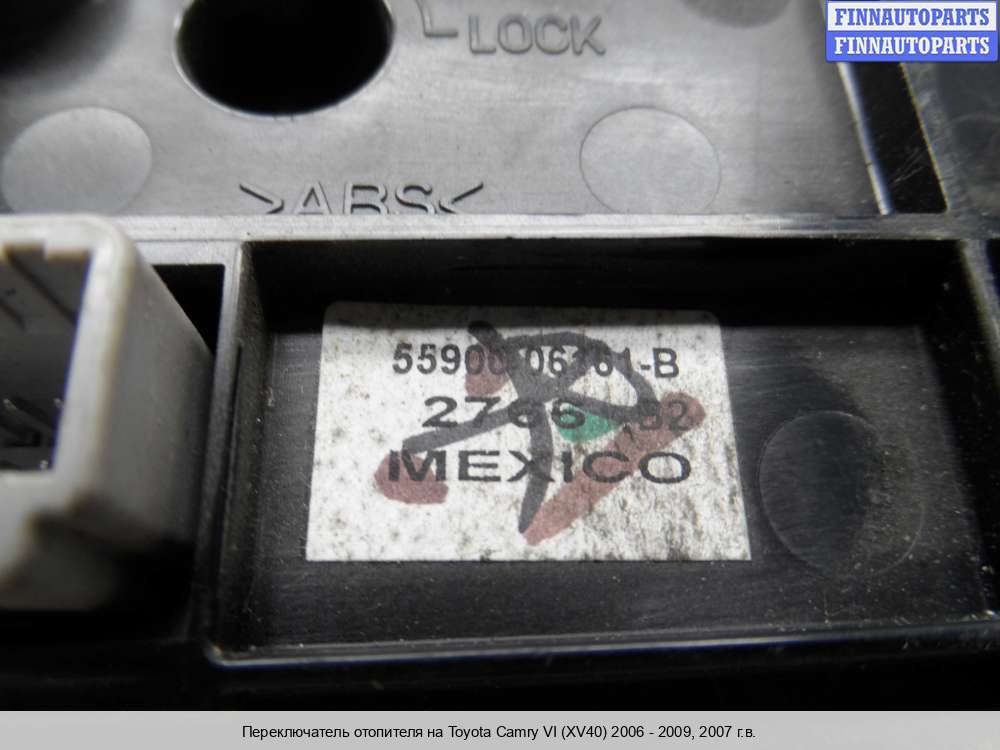 FINNAUTOPARTS
FINNAUTOPARTS
LOCK
>ABS<
MEXICO
Переключатель отопителя на Toyota Camry VI (XV40) 2006 - 2009, 2007 г.в.